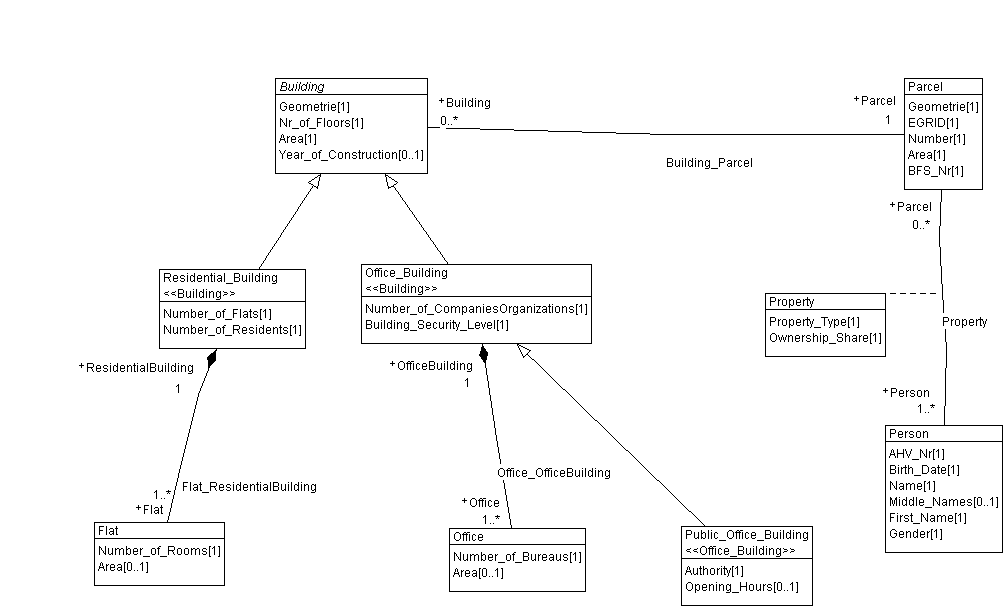 Building
Geometrie[1]
Nr_of_Floors[1]
Area[1]
Year_of_Construction[0..1]
+Building
0..*
+Parcel
1
Building_Parcel
Parcel
Geometrie[1]
EGRID[1]
Number[1]
Area[1]
BFS_Nr[1]
+Parcel
0..*
Residential_Building
<<Building>>
Number_of_Flats[1]
Number_of_Residents[1]
Office_Building
<<Building>>
Number_of_CompaniesOrganizations[1]
Building_Security_Level[1]
Property
Property_Type[1]
Ownership_Share[1]
Property
+ResidentialBuilding
1
+OfficeBuilding
1
+Person
1..*
Person
AHV_Nr[1]
Birth_Date[1]
Name[1]
Middle_Names[0..1]
First_Name[1]
Gender[1]
Flat_ResidentialBuilding
1..*
+Flat
Office_OfficeBuilding
+Office
1..*
Flat
Number_of_Rooms[1]
Area[0..1]
Office
Number_of_Bureaus[1]
Area[0..1]
Public_Office_Building
<<Office_Building>>
Authority[1]
Opening_Hours[0..1]